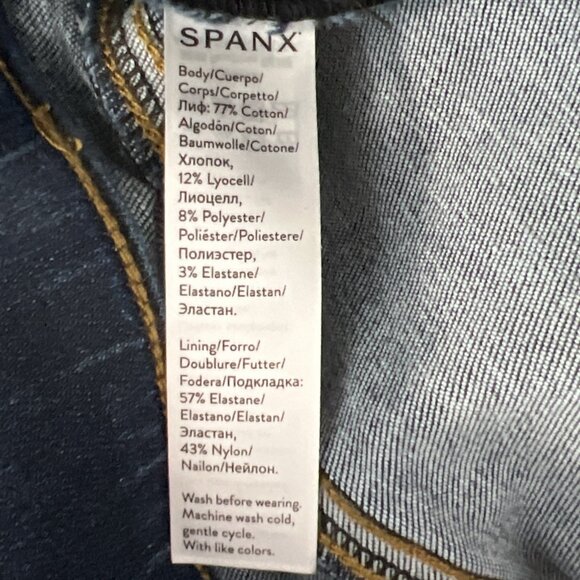 SPANX
Body/Cuerpo/
Corps/Corpetto/
Лиф: 77% Cotton/
Algodón/Coton/
Baumwolle/Cotone/
Хлопок,
12% Lyocell/
Лиоцелл,
8% Polyester/
Poliéster/Poliestere/
Полиэстер,
3% Elastane/
Elastano/Elastan/
Эластан.
Lining/Forro/
Doublure/Futter/
Fodera/Подкладка:
57% Elastane/
Elastano/Elastan/
Эластан,
43% Nylon/
Nailon/Нейлон.
Wash before wearing.
Machine wash cold,
gentle cycle.
With like colors.